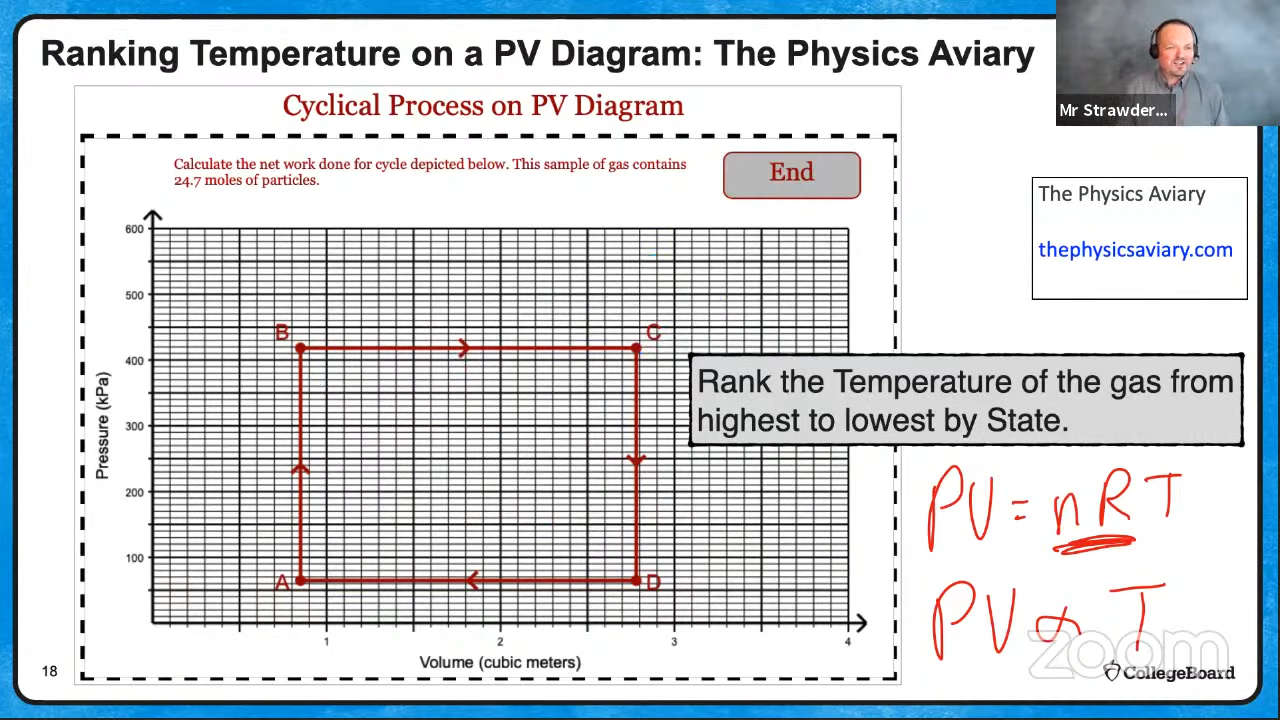 Ranking Temperature on a PV Diagram: The Physics Aviary
Mr Strawder...
Cyclical Process on PV Diagram
Calculate the net work done for cycle depicted below. This sample of gas contains
24.7 moles of particles.
End
The Physics Aviary
thephysicsaviary.com
600
500
400
300
200
100
Pressure (kPa)
B
C
A
D
1
2
3
4
Volume (cubic meters)
Rank the Temperature of the gas from
highest to lowest by State.
PV = nRT
PV ∝ T
zoom
CollegeBoard
18